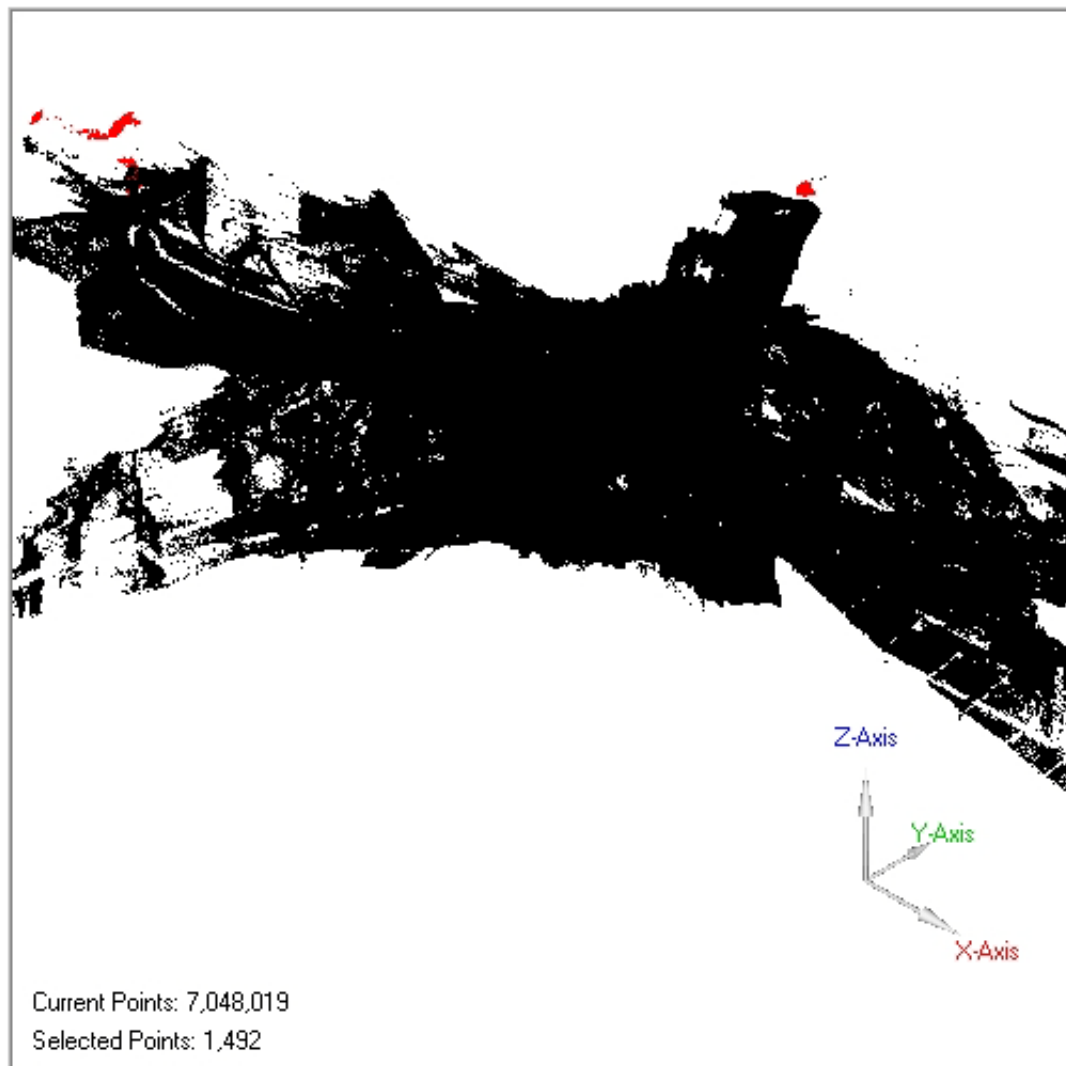 Z-Axis
Y-Axis
X-Axis
Current Points: 7,048,019
Selected Points: 1,492